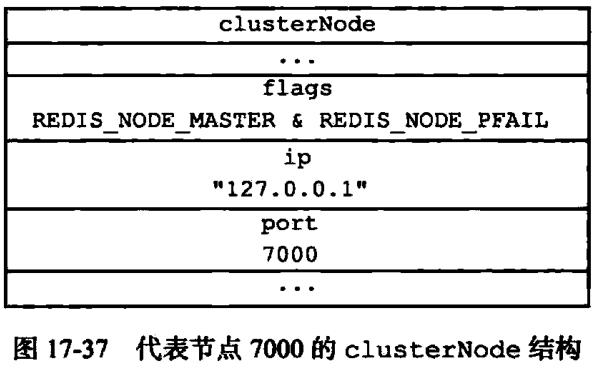 clusterNode
...
flags
REDIS_NODE_MASTER & REDIS_NODE_PFAIL
ip
"127.0.0.1"
port
7000
...
图 17-37 代表节点 7000 的 clusterNode 结构